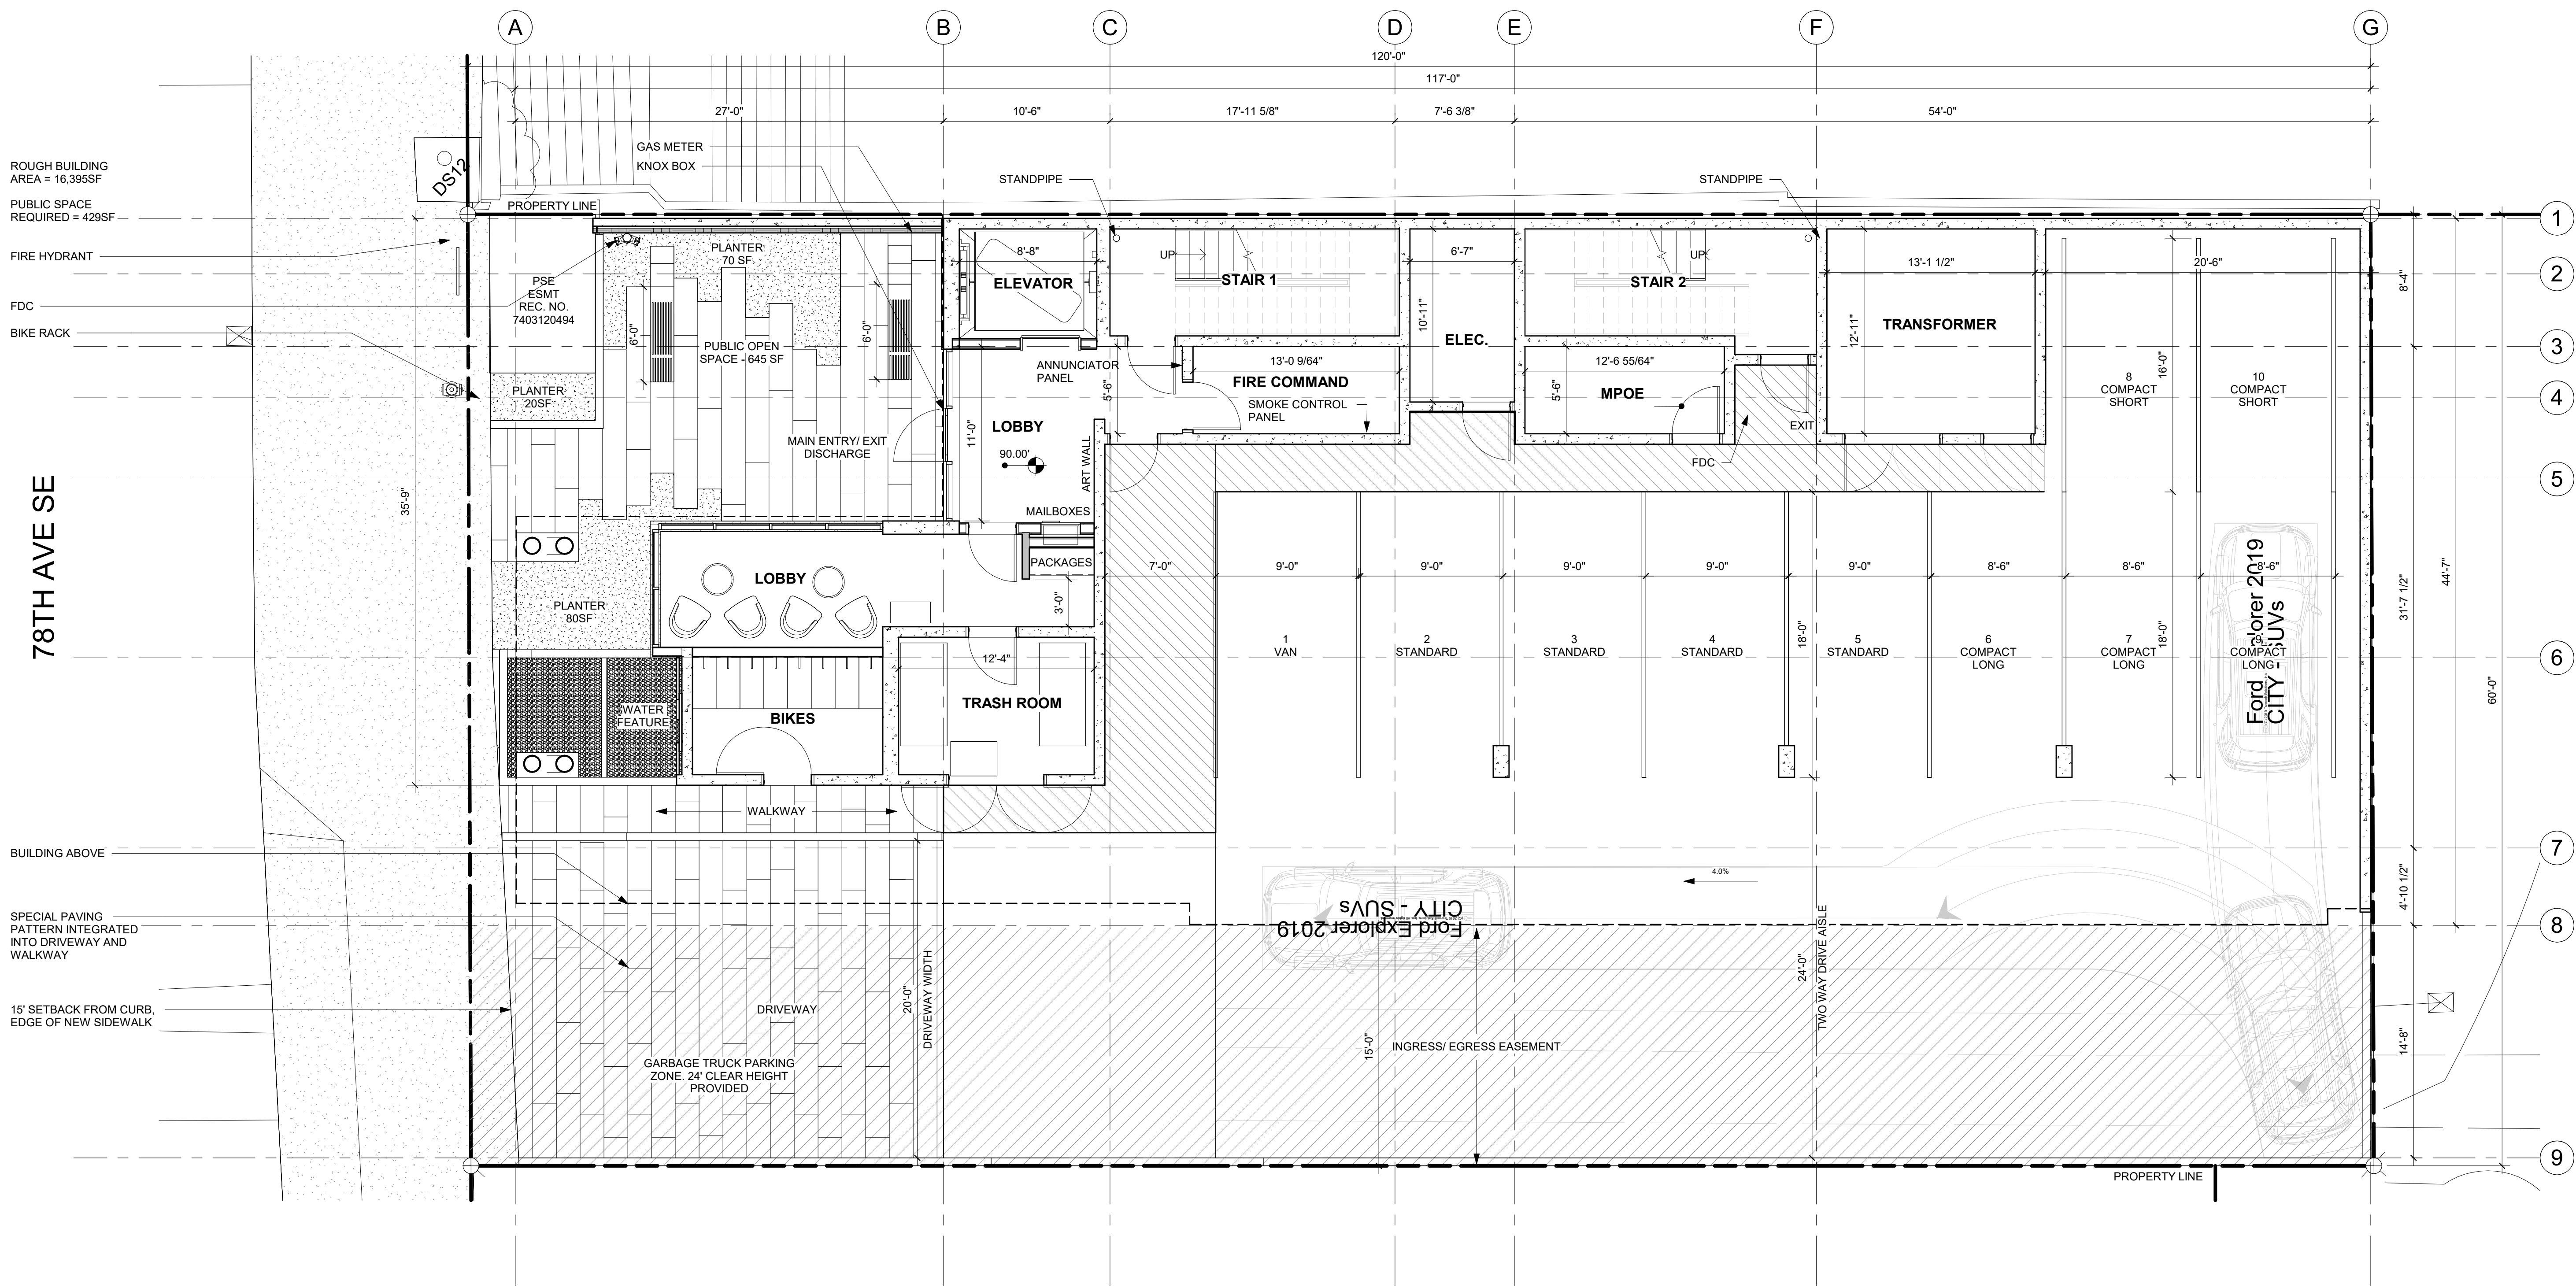 A
B
C
D
E
F
G
120'-0"
117'-0"
27'-0"
10'-6"
17'-11 5/8"
7'-6 3/8"
54'-0"
GAS METER
KNOX BOX
STANDPIPE
STANDPIPE
ROUGH BUILDING
AREA = 16,395SF
PUBLIC SPACE
REQUIRED = 429SF
FIRE HYDRANT
FDC
BIKE RACK
DS12
PROPERTY LINE
1
2
3
4
5
6
7
8
9
PSE
ESMT
REC. NO.
7403120494
PLANTER
70 SF
6'-0"
6'-0"
PUBLIC OPEN
SPACE - 645 SF
PLANTER
20SF
MAIN ENTRY/ EXIT
DISCHARGE
8'-8"
ELEVATOR
UP
STAIR 1
6'-7"
10'-11"
ELEC.
UP
STAIR 2
13'-1 1/2"
12'-11"
TRANSFORMER
20'-6"
8'-4"
ANNUNCIATOR
PANEL
5'-6"
13'-0 9/64"
FIRE COMMAND
SMOKE CONTROL
PANEL
12'-6 55/64"
5'-6"
MPOE
EXIT
FDC
8
COMPACT
SHORT
16'-0"
10
COMPACT
SHORT
LOBBY
11'-0"
90.00'
ART WALL
MAILBOXES
PACKAGES
3'-0"
35'-9"
78TH AVE SE
LOBBY
PLANTER
80SF
7'-0"
9'-0"
9'-0"
9'-0"
9'-0"
9'-0"
8'-6"
8'-6"
8'-6"
1
VAN
2
STANDARD
3
STANDARD
4
STANDARD
18'-0"
5
STANDARD
6
COMPACT
LONG
7
COMPACT
LONG
18'-0"
9
COMPACT
LONG
Ford Explorer 2019
CITY - SUVs
31'-7 1/2"
44'-7"
60'-0"
12'-4"
TRASH ROOM
BIKES
WATER
FEATURE
WALKWAY
BUILDING ABOVE
SPECIAL PAVING
PATTERN INTEGRATED
INTO DRIVEWAY AND
WALKWAY
15' SETBACK FROM CURB,
EDGE OF NEW SIDEWALK
4.0%
Ford Explorer 2019
CITY - SUVs
4'-10 1/2"
14'-8"
DRIVEWAY
20'-0"
DRIVEWAY WIDTH
GARBAGE TRUCK PARKING
ZONE. 24' CLEAR HEIGHT
PROVIDED
15'-0"
INGRESS/ EGRESS EASEMENT
24'-0"
TWO WAY DRIVE AISLE
PROPERTY LINE